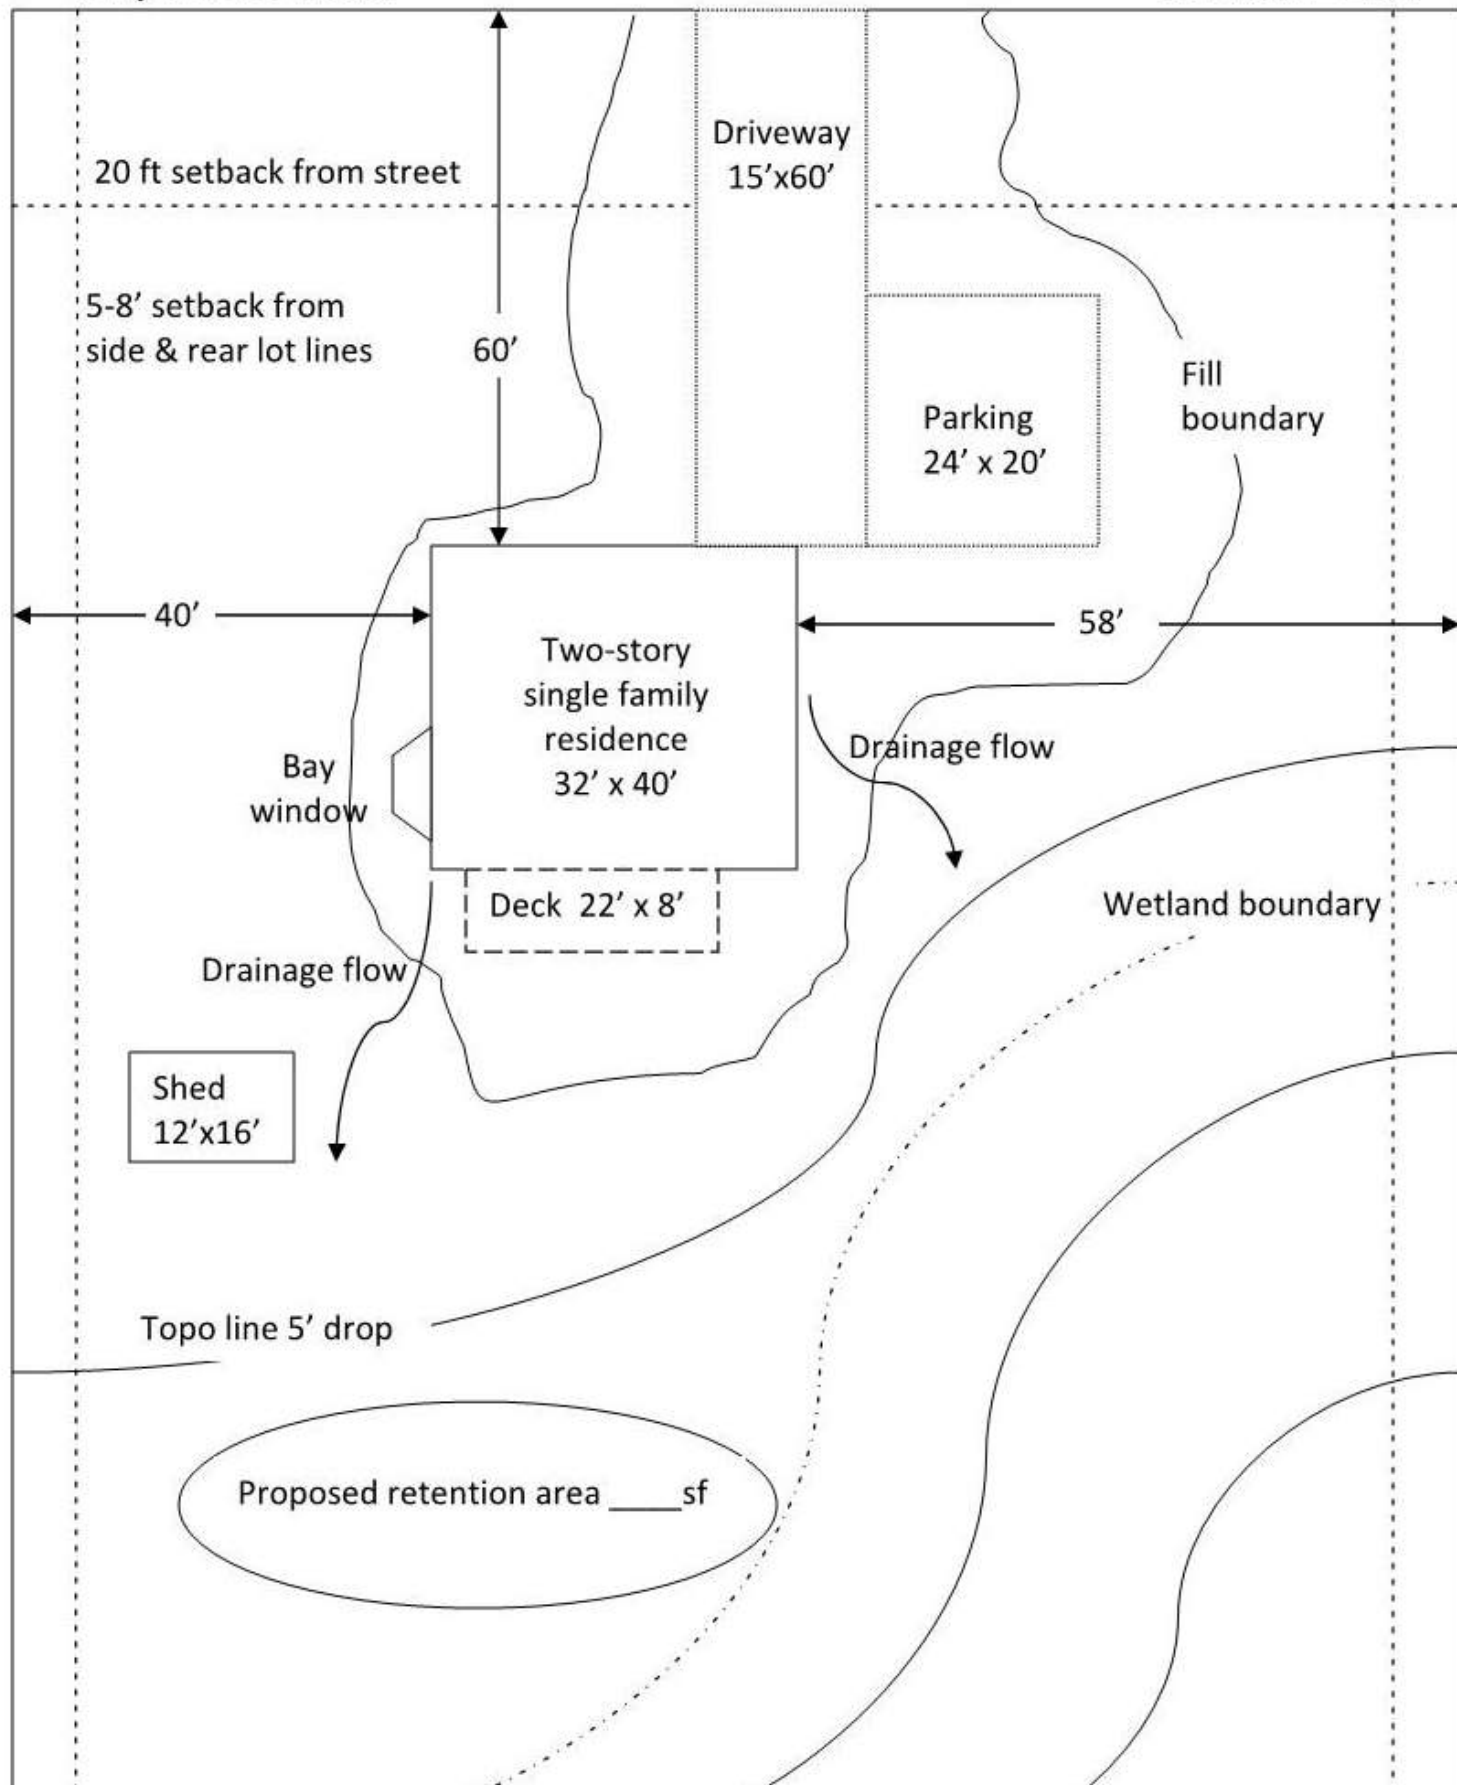 Driveway
15’x60’
20 ft setback from street
5-8’ setback from
side & rear lot lines
60’
Fill
boundary
Parking
24’ x 20’
40’
58’
Two-story
single family
residence
32’ x 40’
Bay
window
Drainage flow
Deck 22’ x 8’
Wetland boundary
Drainage flow
Shed
12’x16’
Topo line 5’ drop
Proposed retention area _____sf